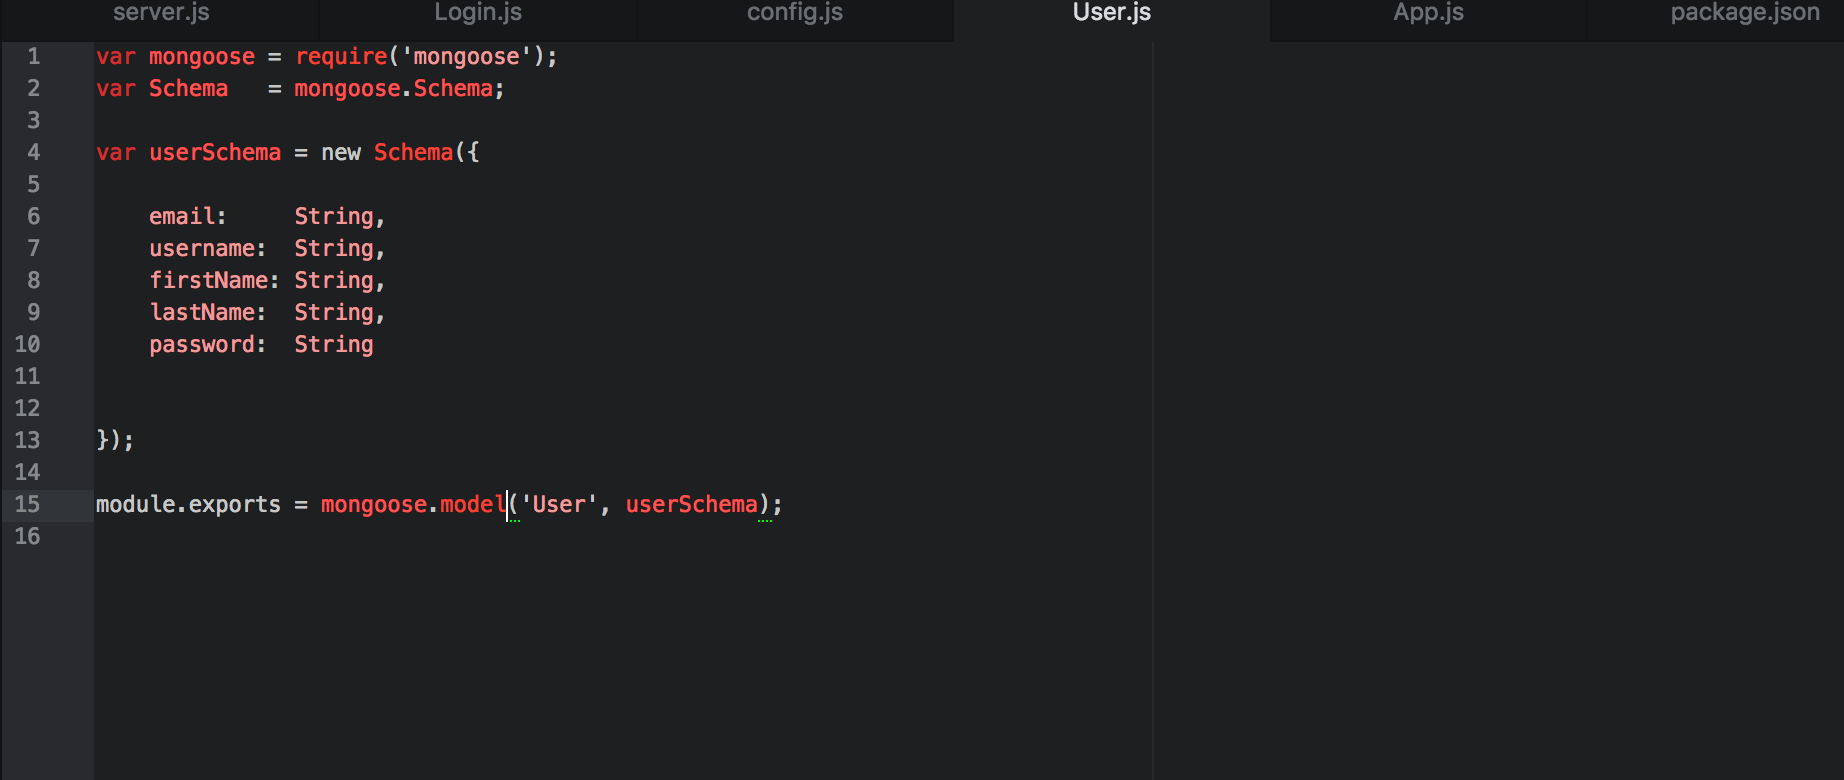 server.js Login.js config.js User.js App.js package.json
1 var mongoose = require('mongoose');
2 var Schema   = mongoose.Schema;
3
4 var userSchema = new Schema({
5
6     email:     String,
7     username:  String,
8     firstName: String,
9     lastName:  String,
10     password:  String
11
12
13 });
14
15 module.exports = mongoose.model('User', userSchema);
16